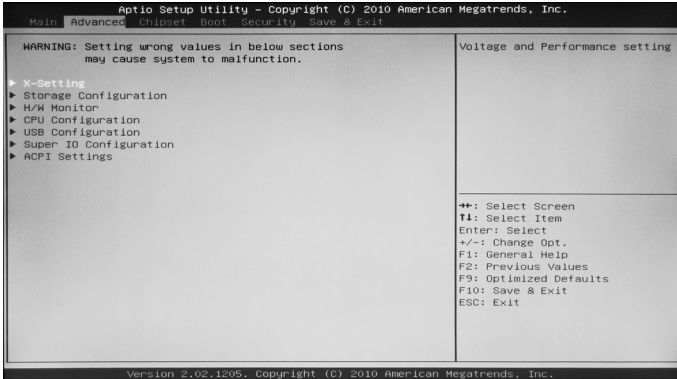 Aptio Setup Utility – Copyright (C) 2010 American Megatrends, Inc.
Main Advanced Chipset Boot Security Save & Exit
WARNING: Setting wrong values in below sections
may cause system to malfunction.
▶ X-Setting
▶ Storage Configuration
▶ H/W Monitor
▶ CPU Configuration
▶ USB Configuration
▶ Super IO Configuration
▶ ACPI Settings
Voltage and Performance setting
→←: Select Screen
↑↓: Select Item
Enter: Select
+/-: Change Opt.
F1: General Help
F2: Previous Values
F9: Optimized Defaults
F10: Save & Exit
ESC: Exit
Version 2.02.1205. Copyright (C) 2010 American Megatrends, Inc.